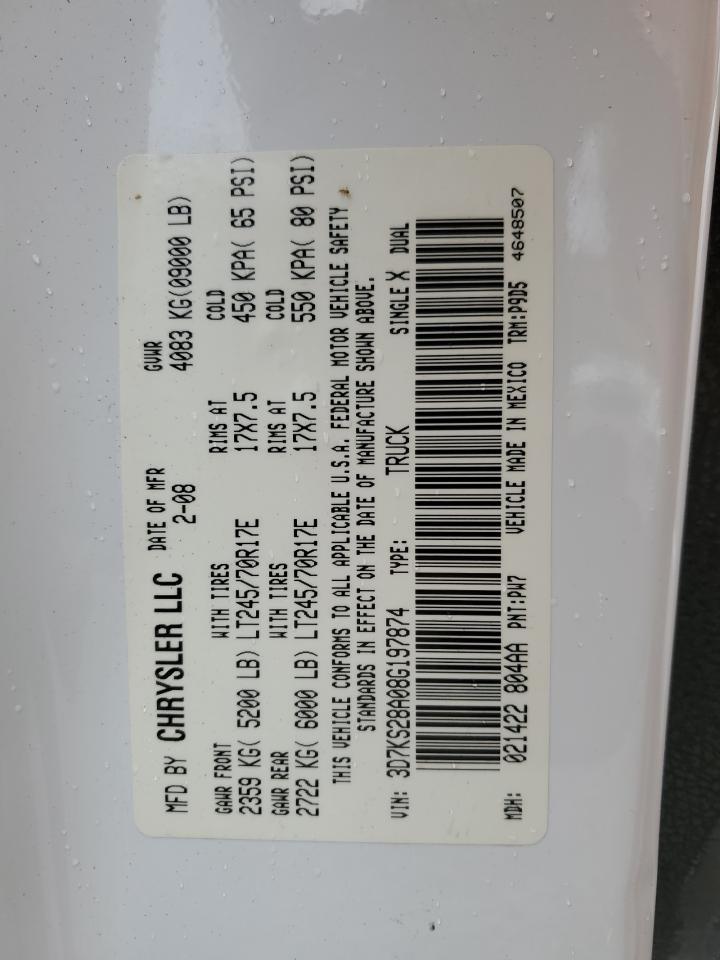 MFD BY CHRYSLER LLC DATE OF MFR 2-08 GVWR 4083 KG(09000 LB)
GAWR FRONT WITH TIRES RIMS AT COLD
2359 KG( 5200 LB) LT245/70R17E 17X7.5 450 KPA( 65 PSI)
GAWR REAR WITH TIRES RIMS AT COLD
2722 KG( 6000 LB) LT245/70R17E 17X7.5 550 KPA( 80 PSI)
THIS VEHICLE CONFORMS TO ALL APPLICABLE U.S.A. FEDERAL MOTOR VEHICLE SAFETY
STANDARDS IN EFFECT ON THE DATE OF MANUFACTURE SHOWN ABOVE.
VIN: 3D7KS28A08G197874 TYPE: TRUCK SINGLE X DUAL
MDH: 021422 804AA PNT:PW7 VEHICLE MADE IN MEXICO TRM:P9D5 4648507